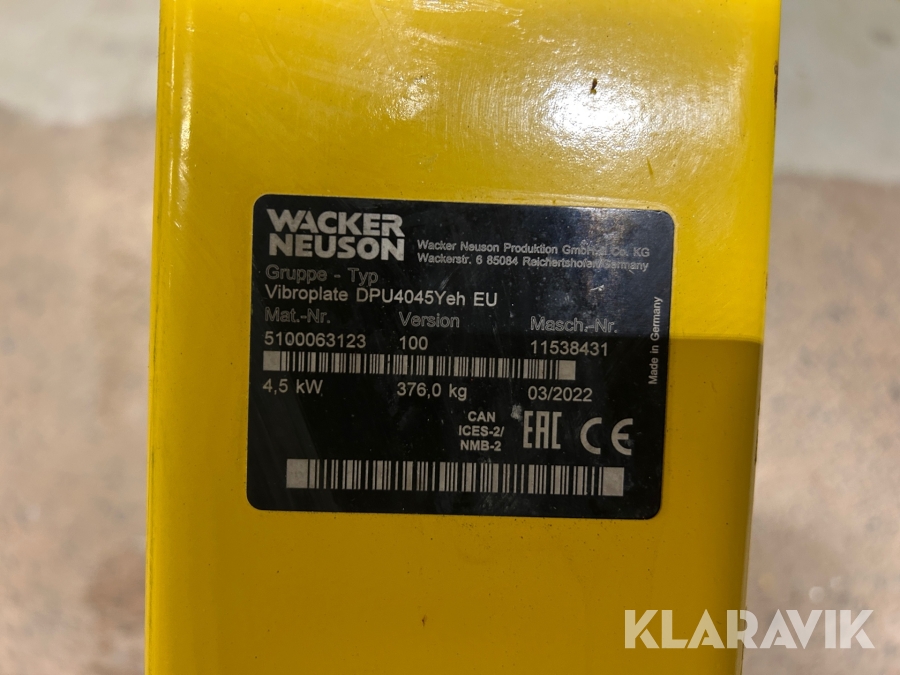 WACKER
NEUSON
Wacker Neuson Produktion GmbH & Co. KG
Wackerstr. 6 85084 Reichertshofen/Germany
Gruppe - Typ
Vibroplate DPU4045Yeh EU
Mat.-Nr. Version Masch.-Nr.
5100063123 100 11538431
4,5 kW 376,0 kg 03/2022
CAN
ICES-2/
NMB-2
EAC CE
Made in Germany
KLARAVIK